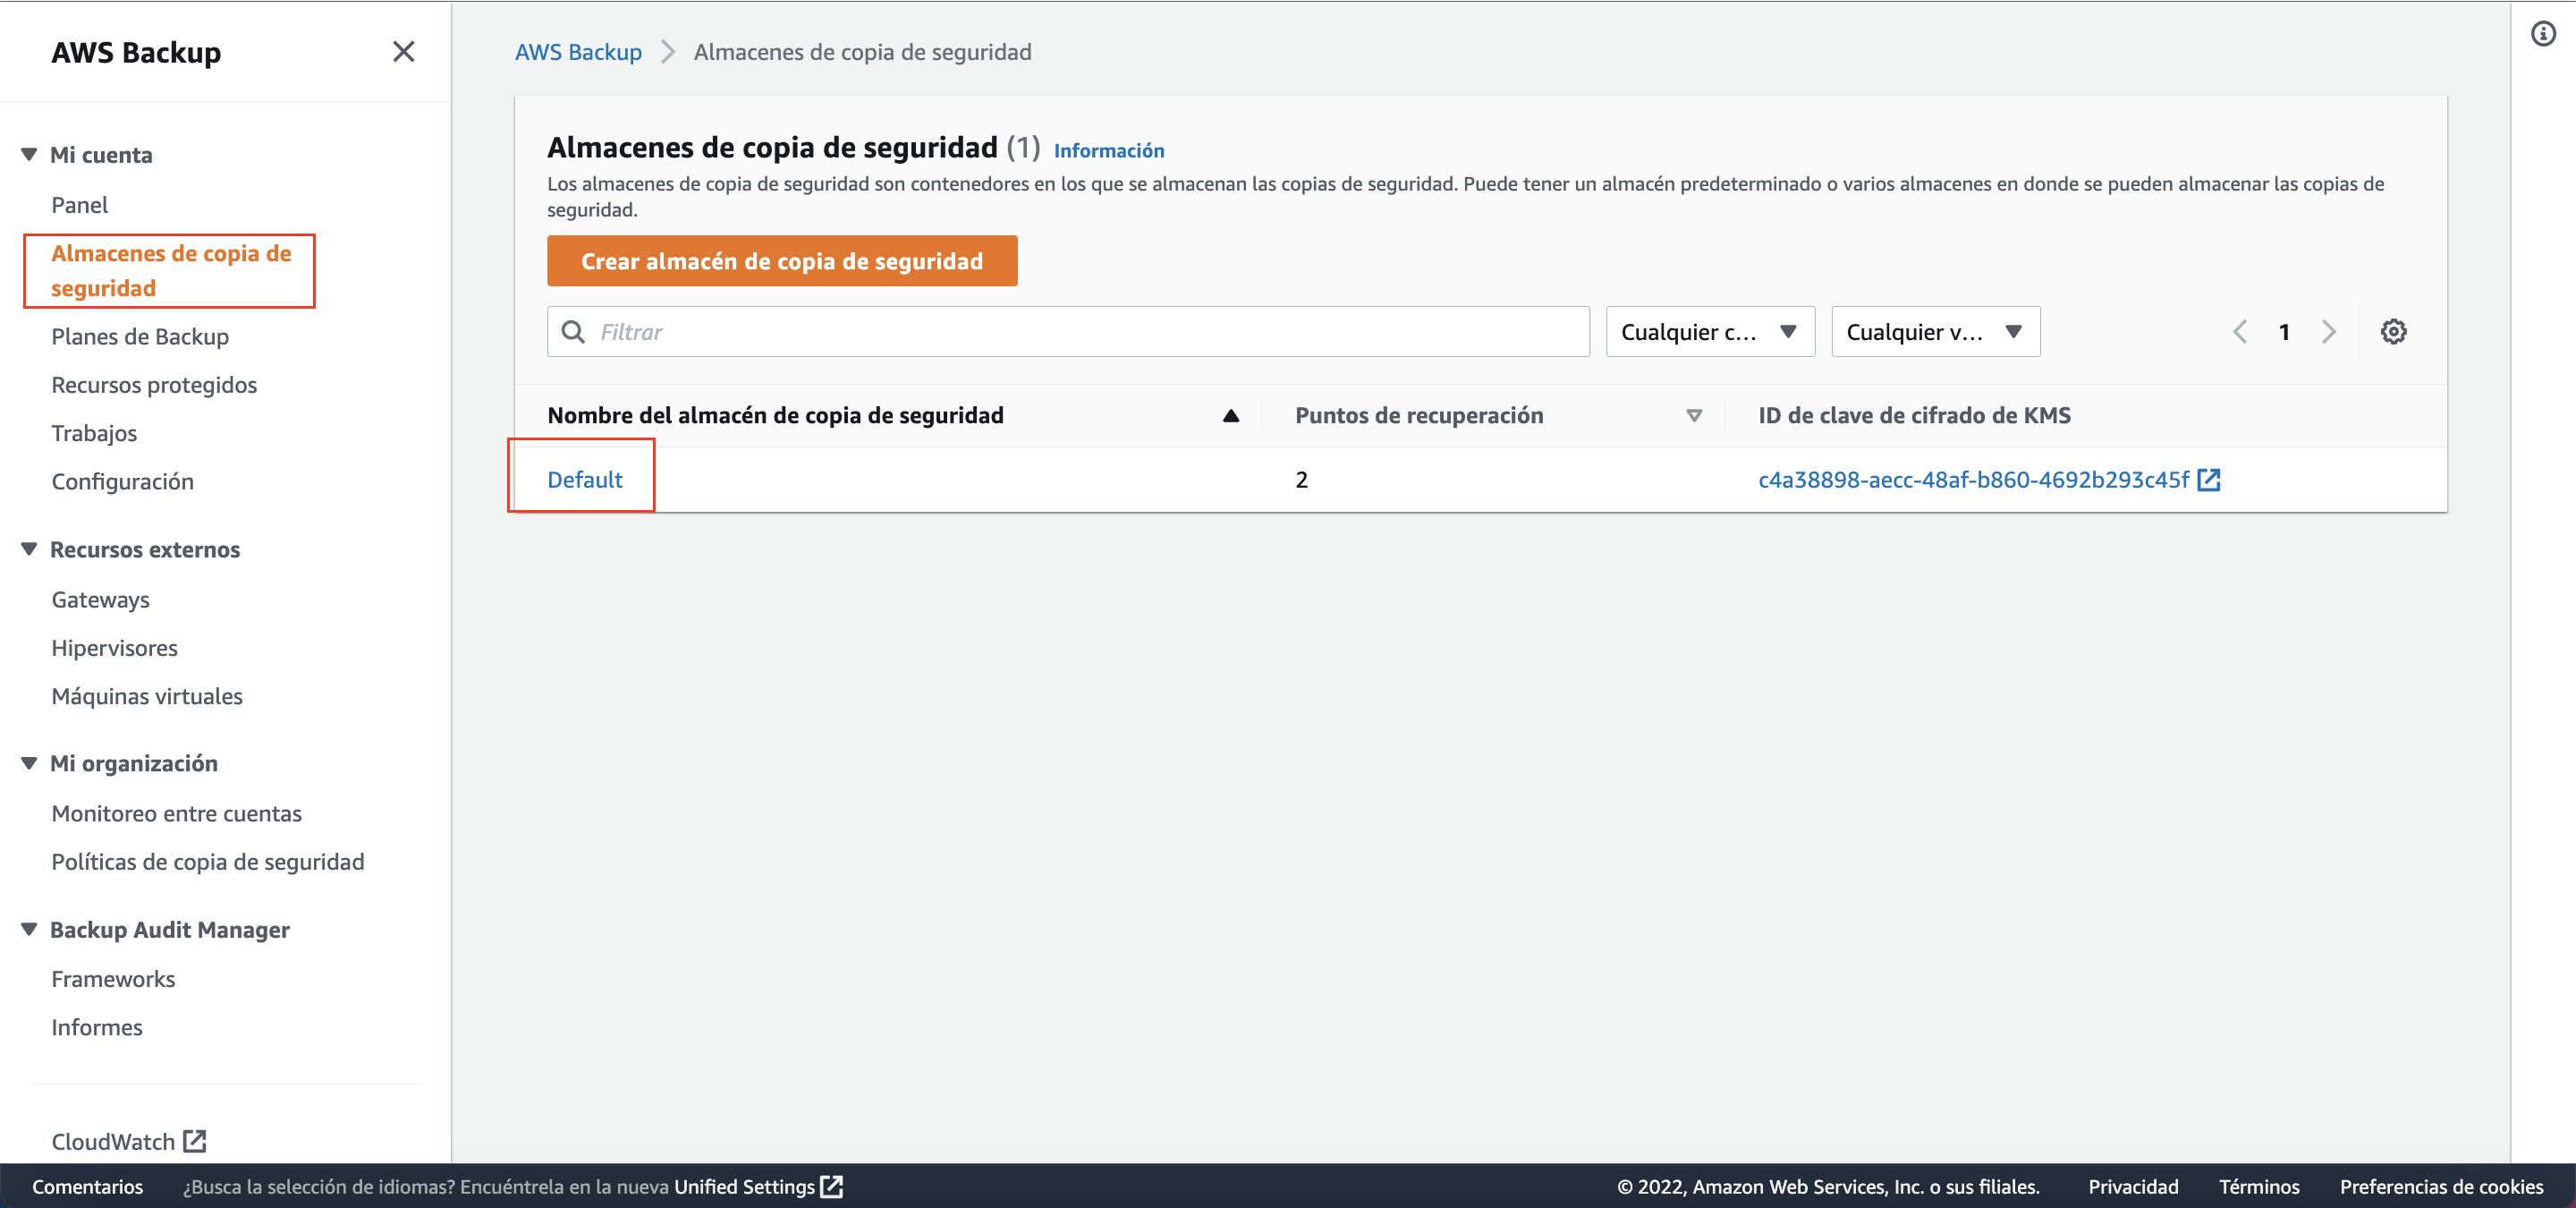 AWS Backup
Mi cuenta
Panel
Almacenes de copia de
seguridad
Planes de Backup
Recursos protegidos
Trabajos
Configuración
Recursos externos
Gateways
Hipervisores
Máquinas virtuales
Mi organización
Monitoreo entre cuentas
Políticas de copia de seguridad
Backup Audit Manager
Frameworks
Informes
CloudWatch
AWS Backup > Almacenes de copia de seguridad
Almacenes de copia de seguridad (1) Información
Los almacenes de copia de seguridad son contenedores en los que se almacenan las copias de seguridad. Puede tener un almacén predeterminado o varios almacenes en donde se pueden almacenar las copias de
seguridad.
Crear almacén de copia de seguridad
Filtrar Cualquier c... Cualquier v... 1
Nombre del almacén de copia de seguridad Puntos de recuperación ID de clave de cifrado de KMS
Default 2 c4a38898-aecc-48af-b860-4692b293c45f
Comentarios ¿Busca la selección de idiomas? Encuéntrela en la nueva Unified Settings © 2022, Amazon Web Services, Inc. o sus filiales. Privacidad Términos Preferencias de cookies